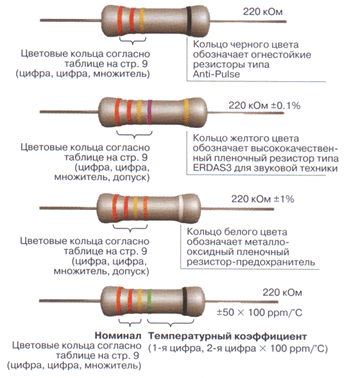 220 кОм
Цветовые кольца согласно
таблице на стр. 9
(цифра, цифра, множитель)
Кольцо черного цвета
обозначает огнестойкие
резисторы типа
Anti-Pulse
220 кОм ±0,1%
Цветовые кольца согласно
таблице на стр. 9
(цифра, цифра,
множитель, допуск)
Кольцо желтого цвета
обозначает высококачествен-
ный пленочный резистор типа
ERDAS3 для звуковой техники
220 кОм ±1%
Цветовые кольца согласно
таблице на стр. 9
(цифра, цифра,
множитель, допуск)
Кольцо белого цвета
обозначает металло-
оксидный пленочный
резистор-предохранитель
220 кОм
±50 × 100 ppm/°C
Номинал
Цветовые кольца согласно
таблице на стр. 9
(цифра, цифра, множитель)
Температурный коэффициент
(1-я цифра, 2-я цифра × 100 ppm/°C)